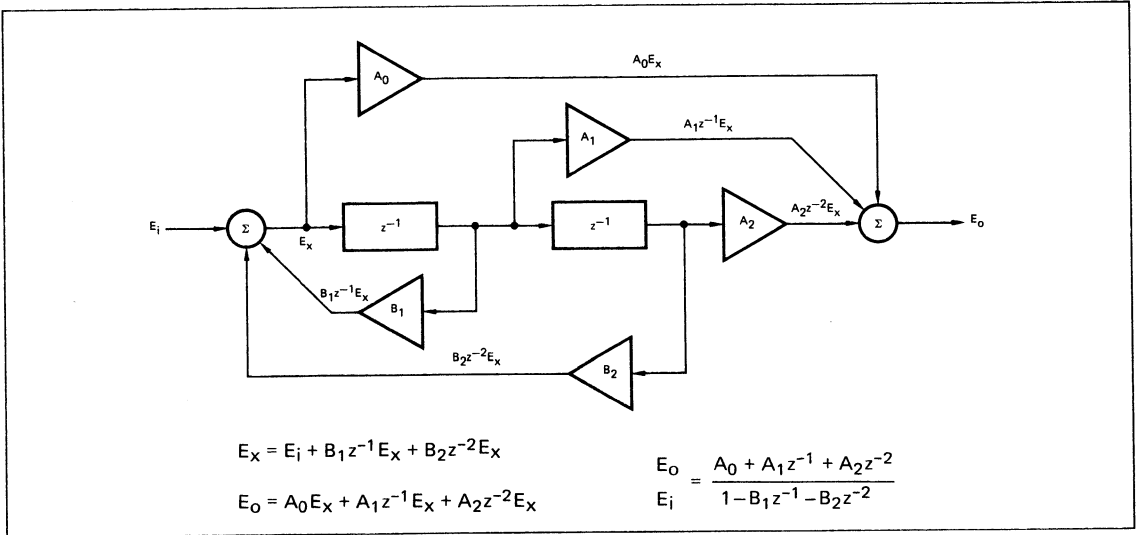 A₀
A₀Eₓ
A₁
A₁z⁻¹Eₓ
Eᵢ
Σ
Eₓ
z⁻¹
z⁻¹
A₂
A₂z⁻²Eₓ
Σ
Eₒ
B₁z⁻¹Eₓ
B₁
B₂z⁻²Eₓ
B₂
Eₓ = Eᵢ + B₁z⁻¹Eₓ + B₂z⁻²Eₓ
Eₒ = A₀Eₓ + A₁z⁻¹Eₓ + A₂z⁻²Eₓ
Eₒ/Eᵢ = (A₀ + A₁z⁻¹ + A₂z⁻²)/(1–B₁z⁻¹ –B₂z⁻²)